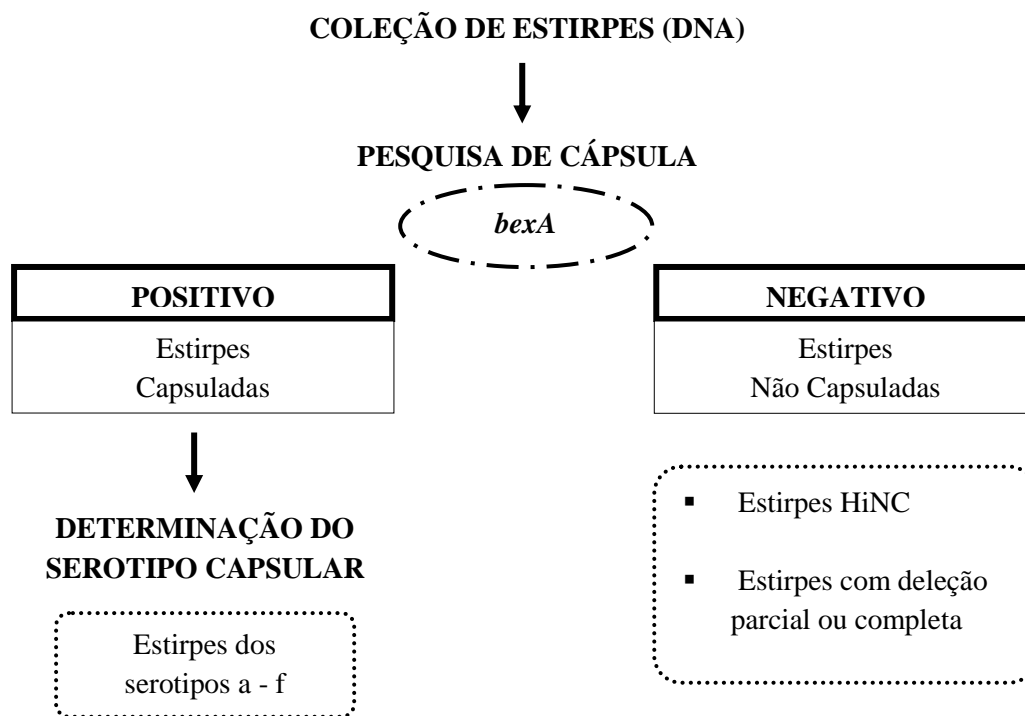 COLEÇÃO DE ESTIRPES (DNA)
PESQUISA DE CÁPSULA
bexA
POSITIVO
Estirpes
Capsuladas
NEGATIVO
Estirpes
Não Capsuladas
DETERMINAÇÃO DO
SEROTIPO CAPSULAR
Estirpes dos
serotipos a - f
▪ Estirpes HiNC
▪ Estirpes com deleção
parcial ou completa